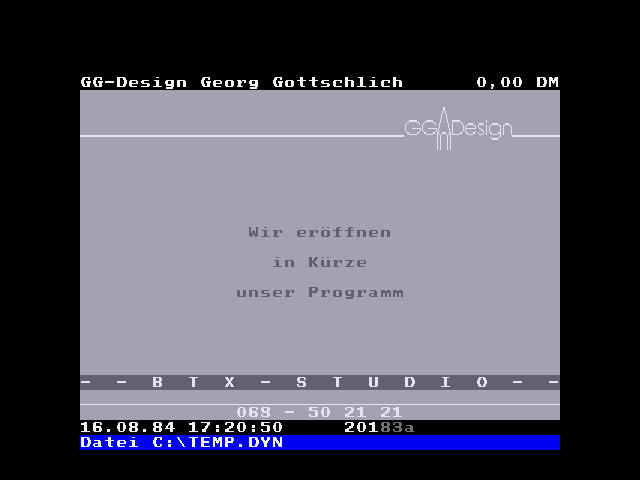 GG-Design Georg Gottschlich 0,00 DM
GG Design
Wir eröffnen
in Kürze
unser Programm
- - B T X - S T U D I O - -
068 - 50 21 21
16.08.84 17:20:50 20183a
Datei C:\TEMP.DYN